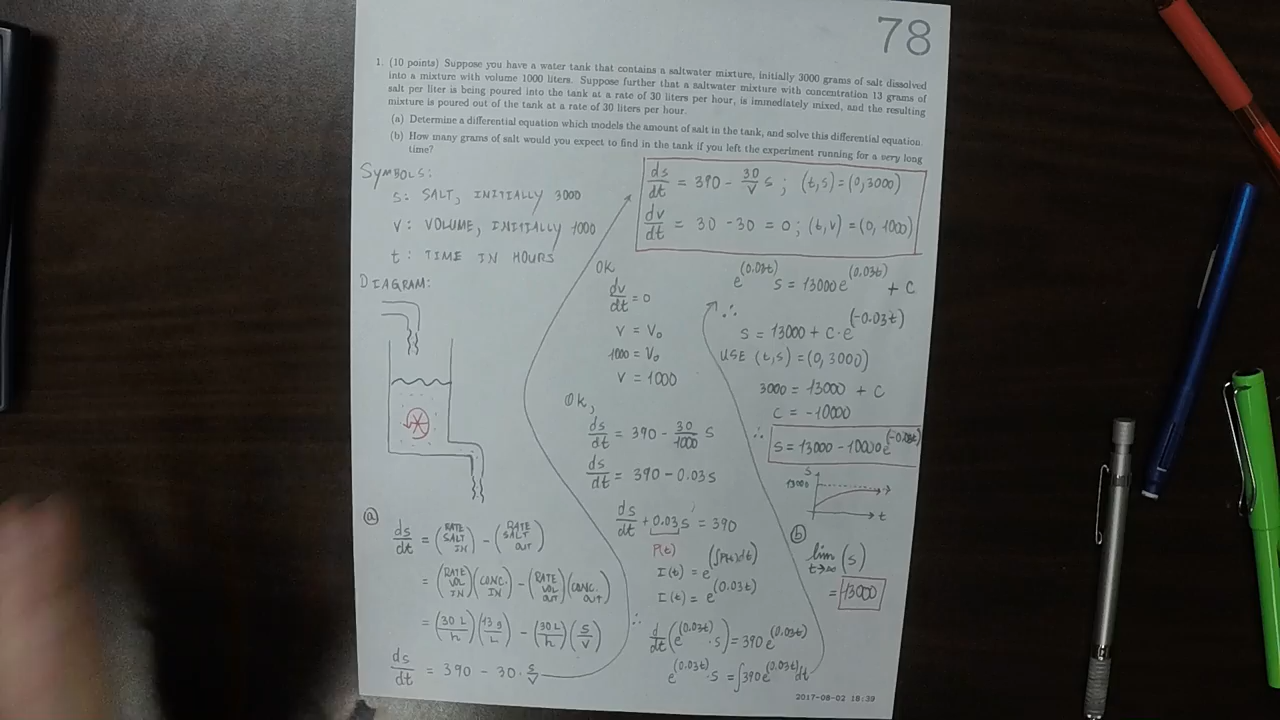 78
1. (10 points) Suppose you have a water tank that contains a saltwater mixture, initially 3000 grams of salt dissolved
into a mixture with volume 1000 liters. Suppose further that a saltwater mixture with concentration 13 grams of
salt per liter is being poured into the tank at a rate of 30 liters per hour, is immediately mixed, and the resulting
mixture is poured out of the tank at a rate of 30 liters per hour.
(a) Determine a differential equation which models the amount of salt in the tank, and solve this differential equation.
(b) How many grams of salt would you expect to find in the tank if you left the experiment running for a very long
time?
SYMBOLS:
S: SALT, INITIALLY 3000
V: VOLUME, INITIALLY 1000
t: TIME IN HOURS
DIAGRAM:
(a)
ds/dt = (RATE SALT IN) - (RATE SALT OUT)
= (RATE VOL IN)(CONC. IN) - (RATE VOL OUT)(CONC. OUT)
= (30 L/h)(13 g/L) - (30 L/h)(S/V)
ds/dt = 390 - 30 · S/V
ds/dt = 390 - 30/V S ; (t,s) = (0,3000)
dv/dt = 30 - 30 = 0 ; (t,v) = (0,1000)
OK
dv/dt = 0
V = V₀
1000 = V₀
V = 1000
OK,
ds/dt = 390 - 30/1000 S
ds/dt = 390 - 0.03S
ds/dt + 0.03S = 390
P(t)
I(t) = e^(∫P(t)dt)
I(t) = e^(0.03t)
∴ d/dt(e^(0.03t) · S) = 390e^(0.03t)
e^(0.03t) · S = ∫390e^(0.03t)dt
e^(0.03t) S = 13000e^(0.03t) + C
∴
S = 13000 + C·e^(-0.03t)
USE (t,s) = (0,3000)
3000 = 13000 + C
C = -10000
∴ S = 13000 - 10000e^(-0.03t)
S
13000
t
(b)
lim t→∞ (S)
= 13000
2017-08-02 18:39